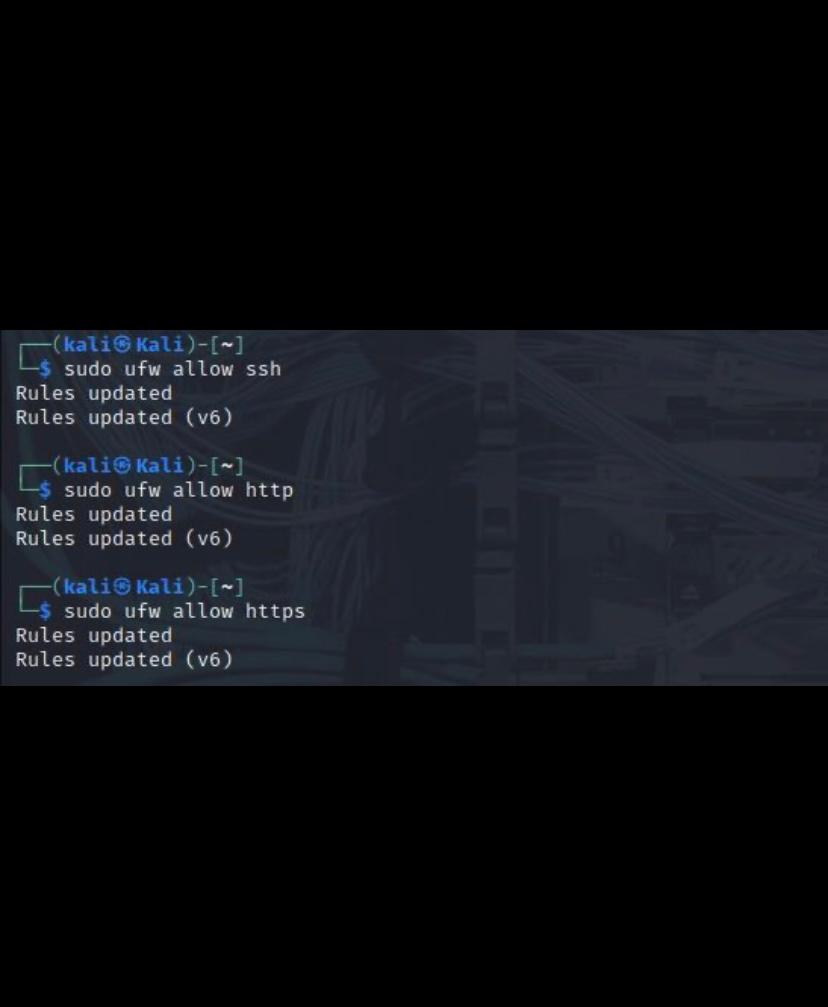 ┌──(kali㉿Kali)-[~]
└─$ sudo ufw allow ssh
Rules updated
Rules updated (v6)
┌──(kali㉿Kali)-[~]
└─$ sudo ufw allow http
Rules updated
Rules updated (v6)
┌──(kali㉿Kali)-[~]
└─$ sudo ufw allow https
Rules updated
Rules updated (v6)